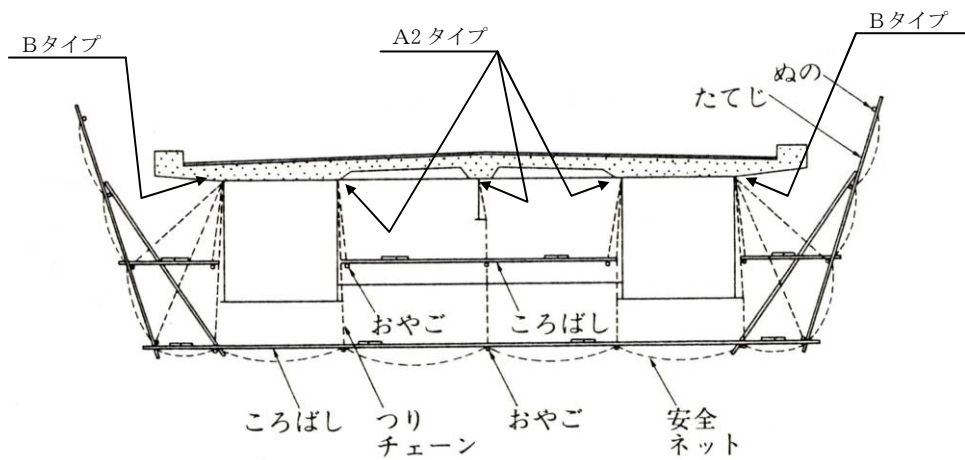 Bタイプ
A2 タイプ
Bタイプ
ぬの
たてじ
おやご
ころばし
ころばし
つり
チェーン
おやご
安全
ネット